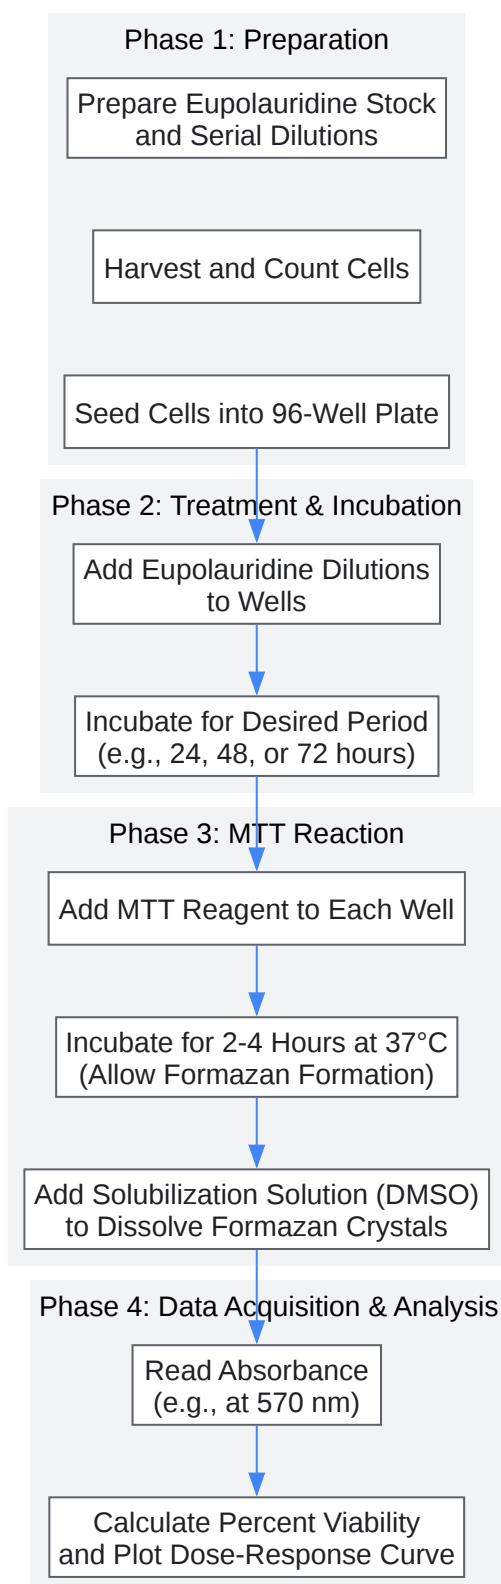 Phase 1: Preparation
Prepare Eupolauridine Stock
and Serial Dilutions
Harvest and Count Cells
Seed Cells into 96-Well Plate
Phase 2: Treatment & Incubation
Add Eupolauridine Dilutions
to Wells
Incubate for Desired Period
(e.g., 24, 48, or 72 hours)
Phase 3: MTT Reaction
Add MTT Reagent to Each Well
Incubate for 2-4 Hours at 37°C
(Allow Formazan Formation)
Add Solubilization Solution (DMSO)
to Dissolve Formazan Crystals
Phase 4: Data Acquisition & Analysis
Read Absorbance
(e.g., at 570 nm)
Calculate Percent Viability
and Plot Dose-Response Curve